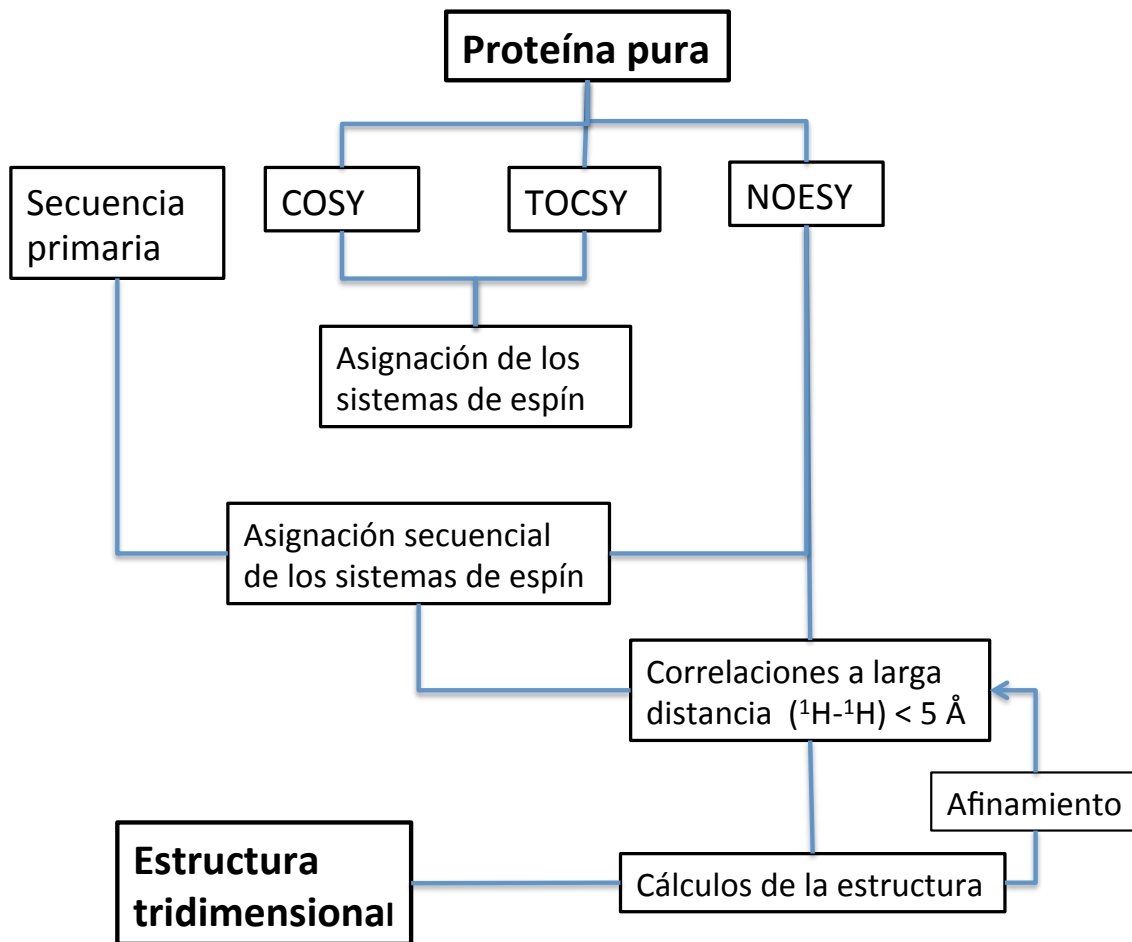 Proteína pura
Secuencia
primaria
COSY
TOCSY
NOESY
Asignación de los
sistemas de espín
Asignación secuencial
de los sistemas de espín
Correlaciones a larga
distancia (¹H-¹H) < 5 Å
Afinamiento
Estructura
tridimensional
Cálculos de la estructura